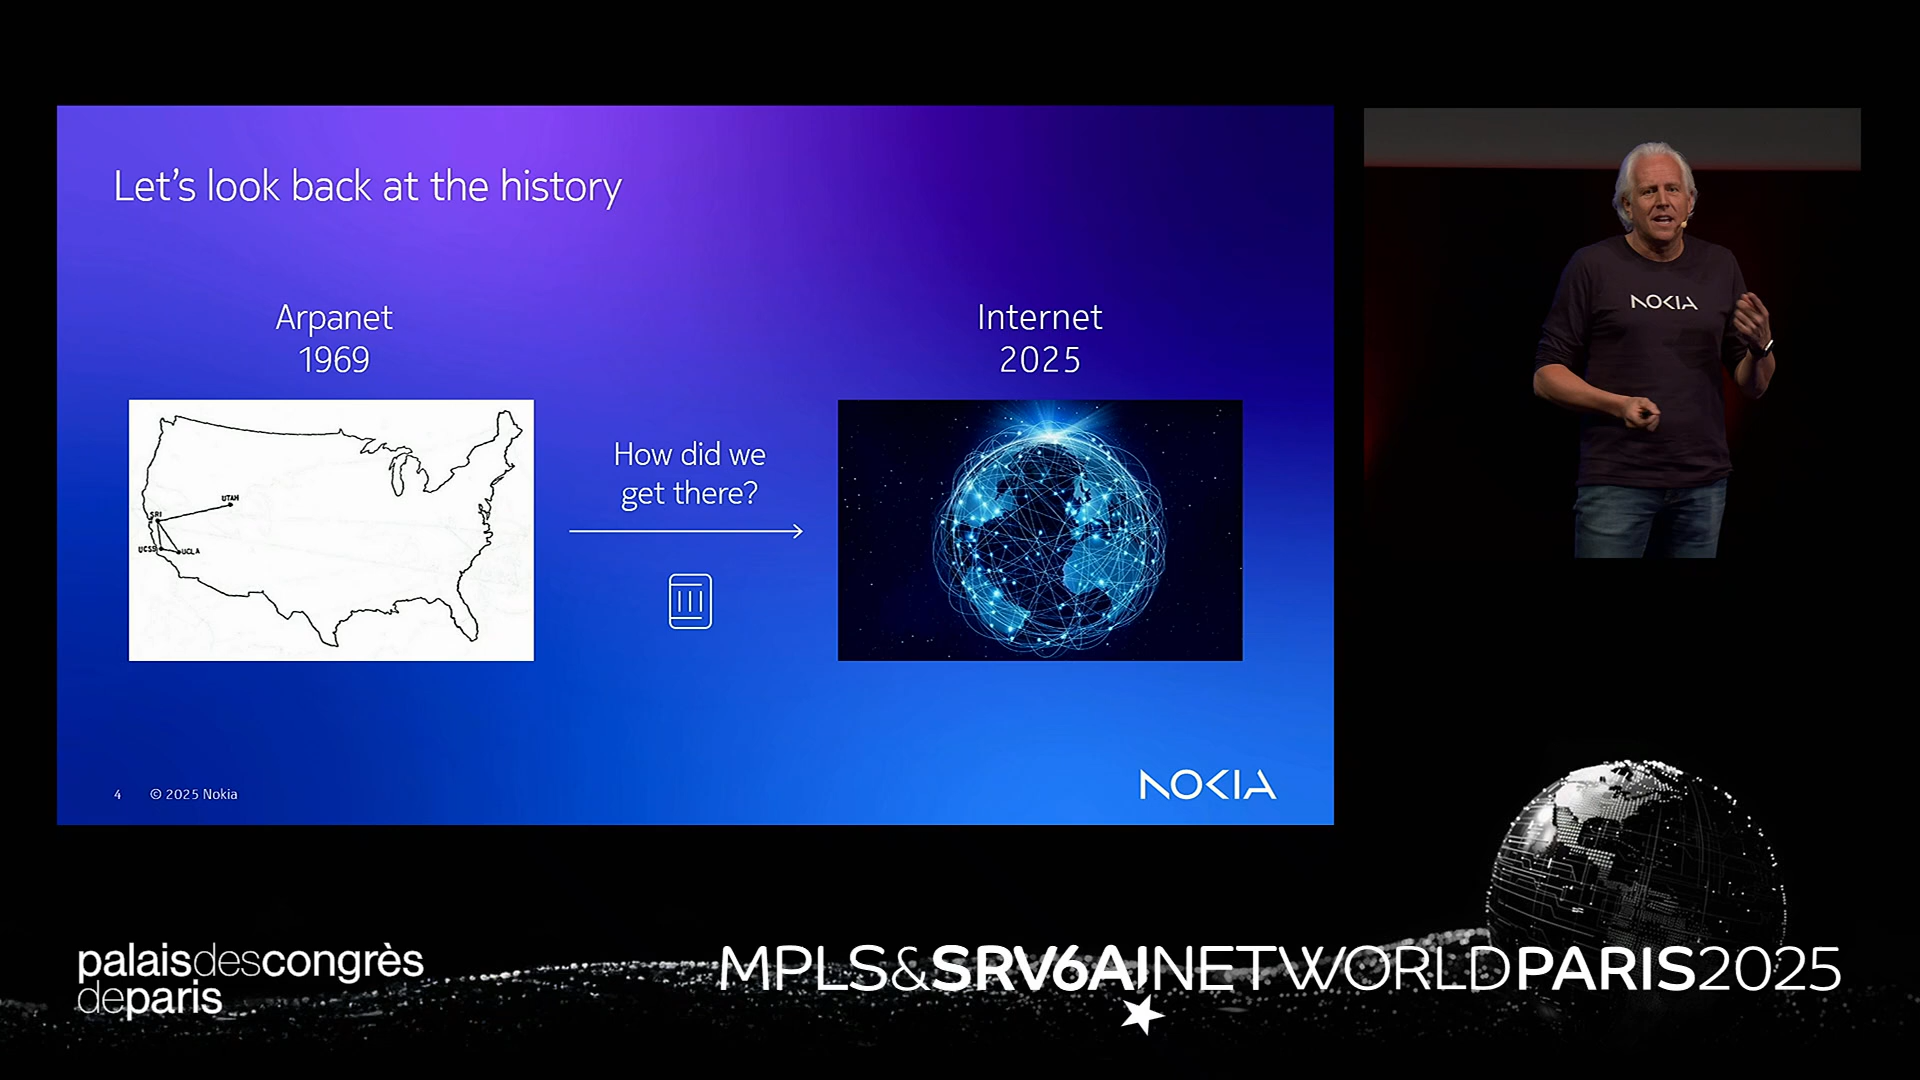 Let's look back at the history
Arpanet
1969
Internet
2025
How did we
get there?
UTAH
SRI
UCSB
UCLA
4 © 2025 Nokia
NOKIA
NOKIA
palaisdescongrès
deparis
MPLS&SRV6AINETWORLDPARIS2025